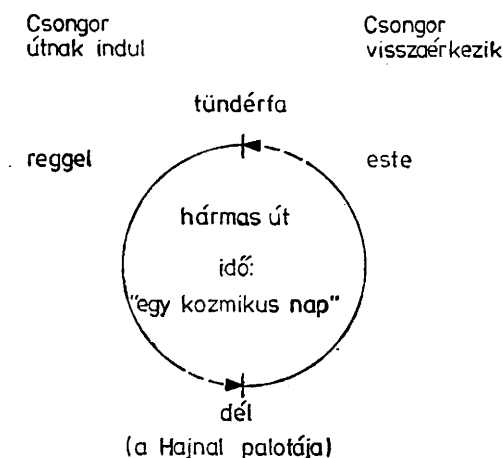 Csongor
útnak indul
Csongor
visszaérkezik
tündérfa
reggel
este
hármas út
idő:
"egy kozmikus nap"
dél
(a Hajnal palotája)